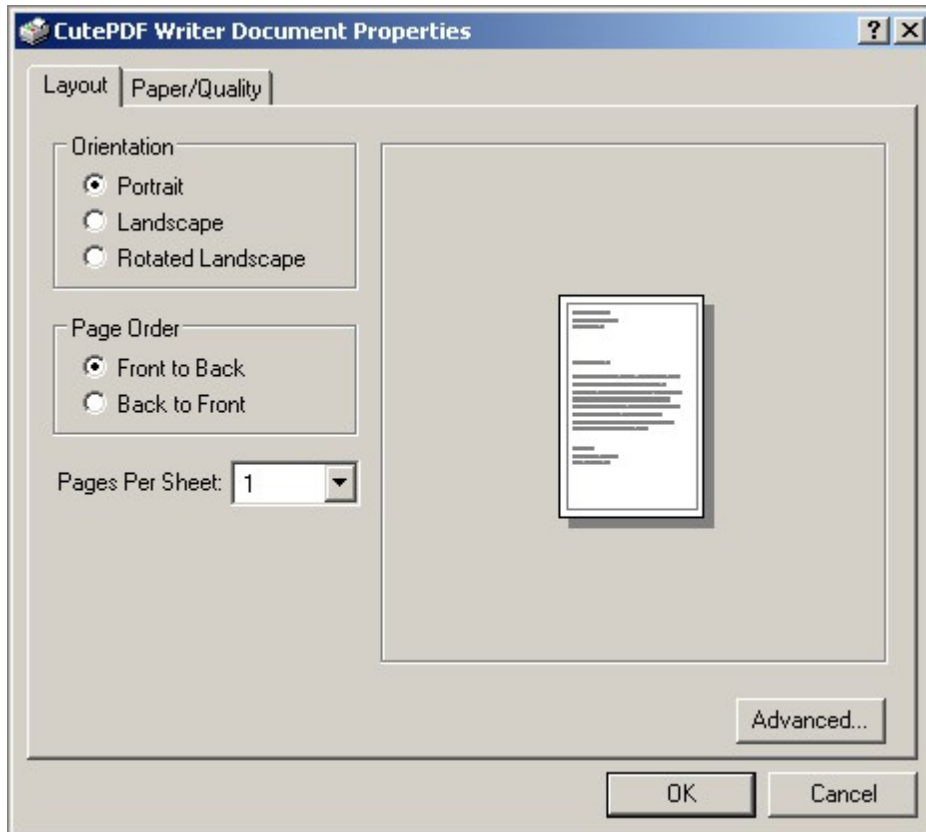 CutePDF Writer Document Properties
Layout
Paper/Quality
Orientation
Portrait
Landscape
Rotated Landscape
Page Order
Front to Back
Back to Front
Pages Per Sheet: 1
Advanced...
OK
Cancel